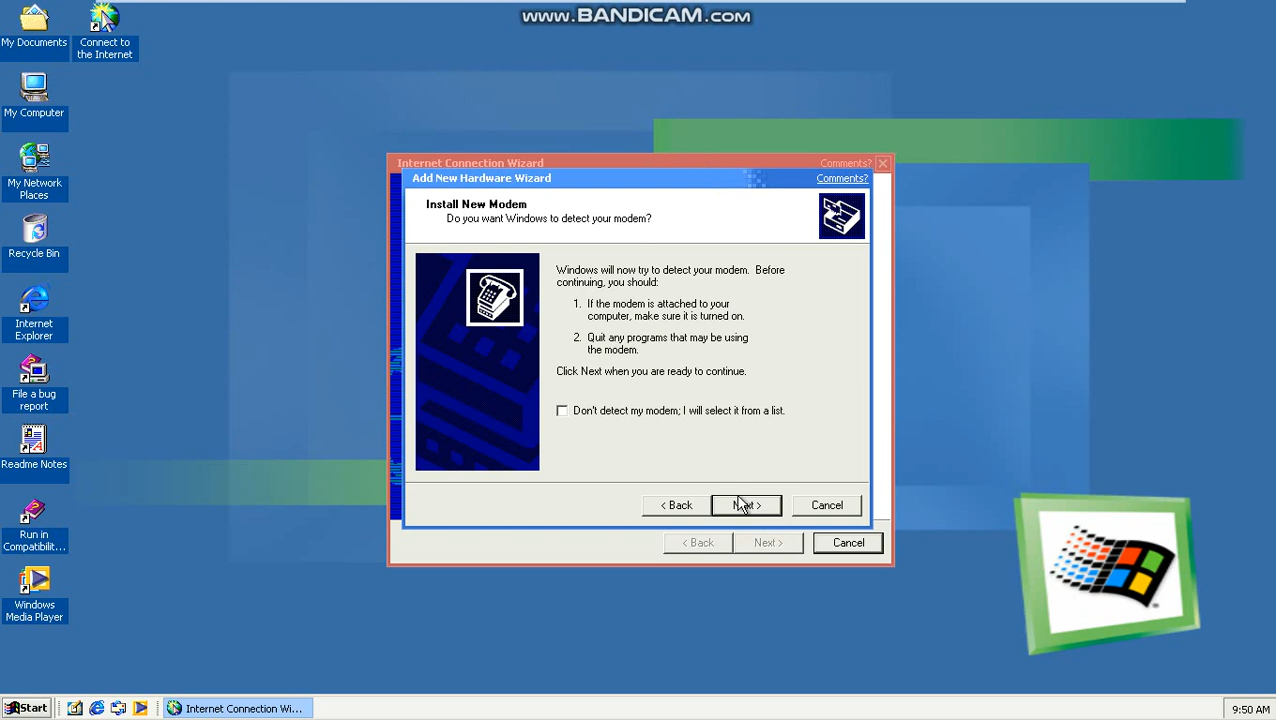 www.BANDICAM.com
My Documents
Connect to
the Internet
My Computer
My Network
Places
Recycle Bin
Internet
Explorer
File a bug
report
Readme Notes
Run in
Compatibilit...
Windows
Media Player
Internet Connection Wizard
Comments?
Add New Hardware Wizard
Comments?
Install New Modem
Do you want Windows to detect your modem?
Windows will now try to detect your modem. Before
continuing, you should:
1. If the modem is attached to your
computer, make sure it is turned on.
2. Quit any programs that may be using
the modem.
Click Next when you are ready to continue.
Don't detect my modem; I will select it from a list.
< Back
Next >
Cancel
< Back
Next >
Cancel
Start
Internet Connection Wi...
9:50 AM